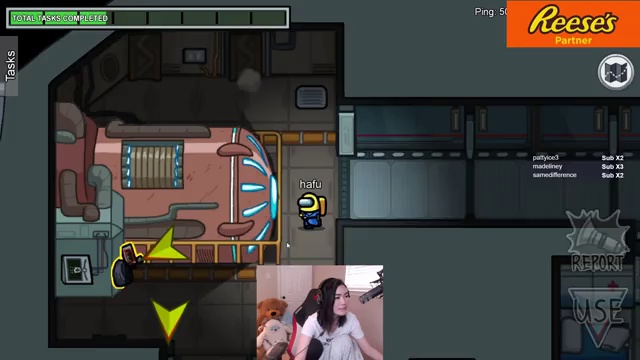 TOTAL TASKS COMPLETED
Ping: 50
Reese's
Partner
Tasks
hafu
pattyice3 Sub X2
madeliney Sub X3
samedifference Sub X2
REPORT
USE